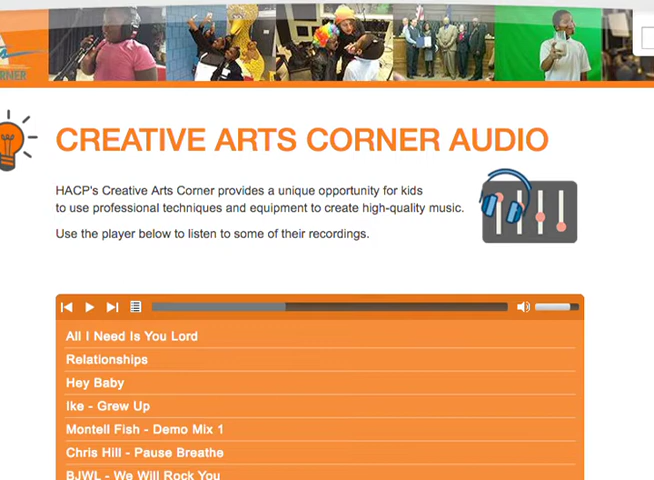 RNER
CREATIVE ARTS CORNER AUDIO
HACP's Creative Arts Corner provides a unique opportunity for kids
to use professional techniques and equipment to create high-quality music.
Use the player below to listen to some of their recordings.
All I Need Is You Lord
Relationships
Hey Baby
Ike - Grew Up
Montell Fish - Demo Mix 1
Chris Hill - Pause Breathe
BJWL - We Will Rock You